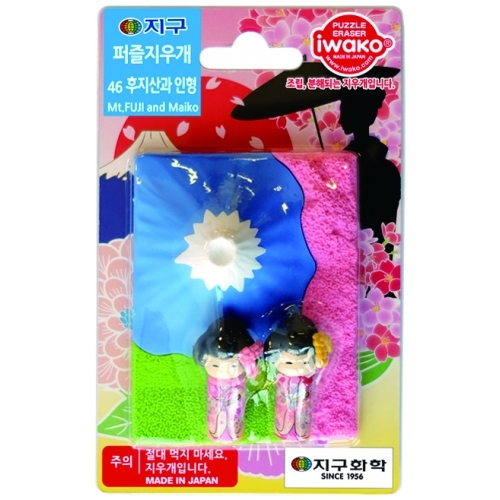 지구
퍼즐지우개
46 후지산과 인형
Mt.FUJI and Maiko
PUZZLE
ERASER
iwako®
MADE IN JAPAN
조립, 분해되는 지우개입니다.
주의
절대 먹지 마세요.
지우개입니다.
MADE IN JAPAN
지구화학
SINCE 1956